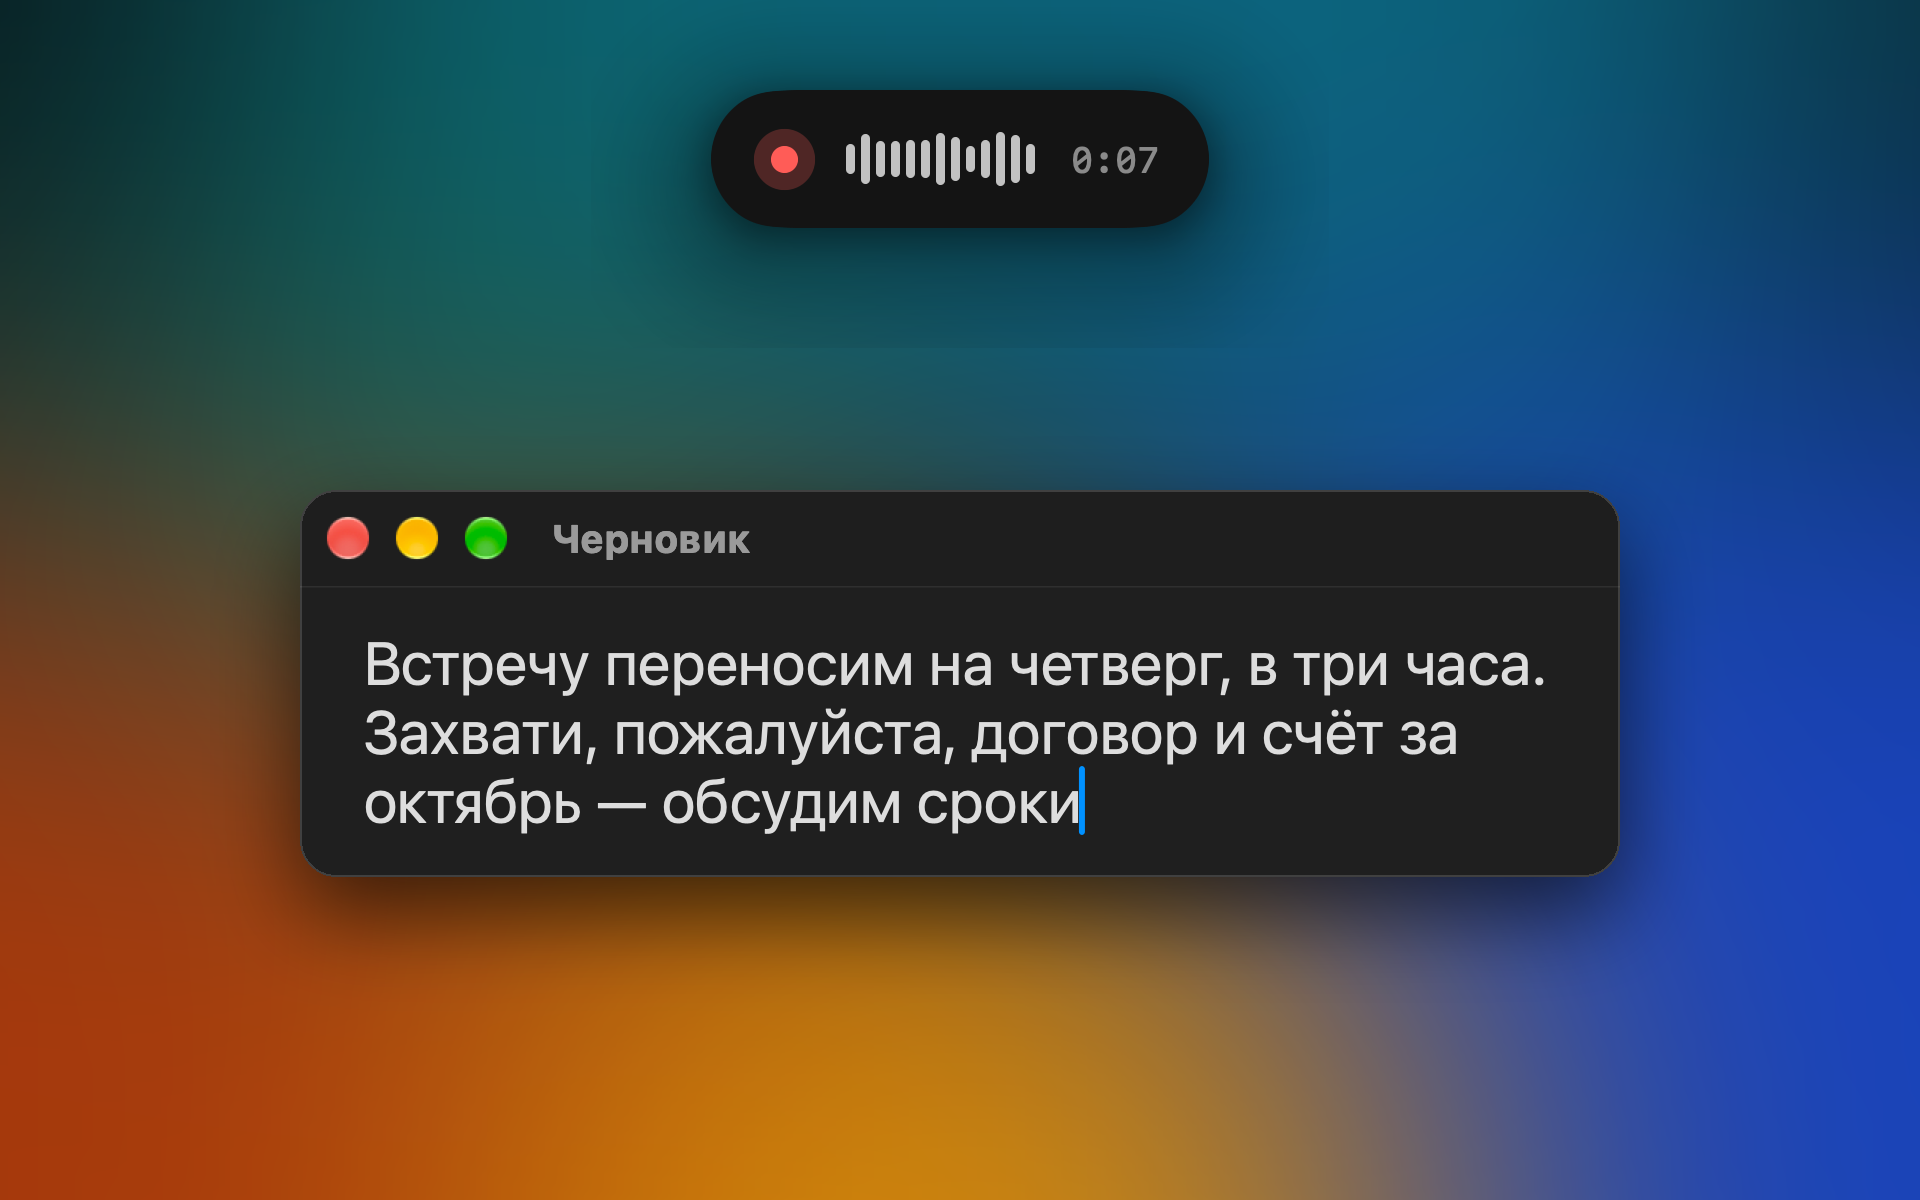 0:07
Черновик
Встречу переносим на четверг, в три часа.
Захвати, пожалуйста, договор и счёт за
октябрь — обсудим сроки